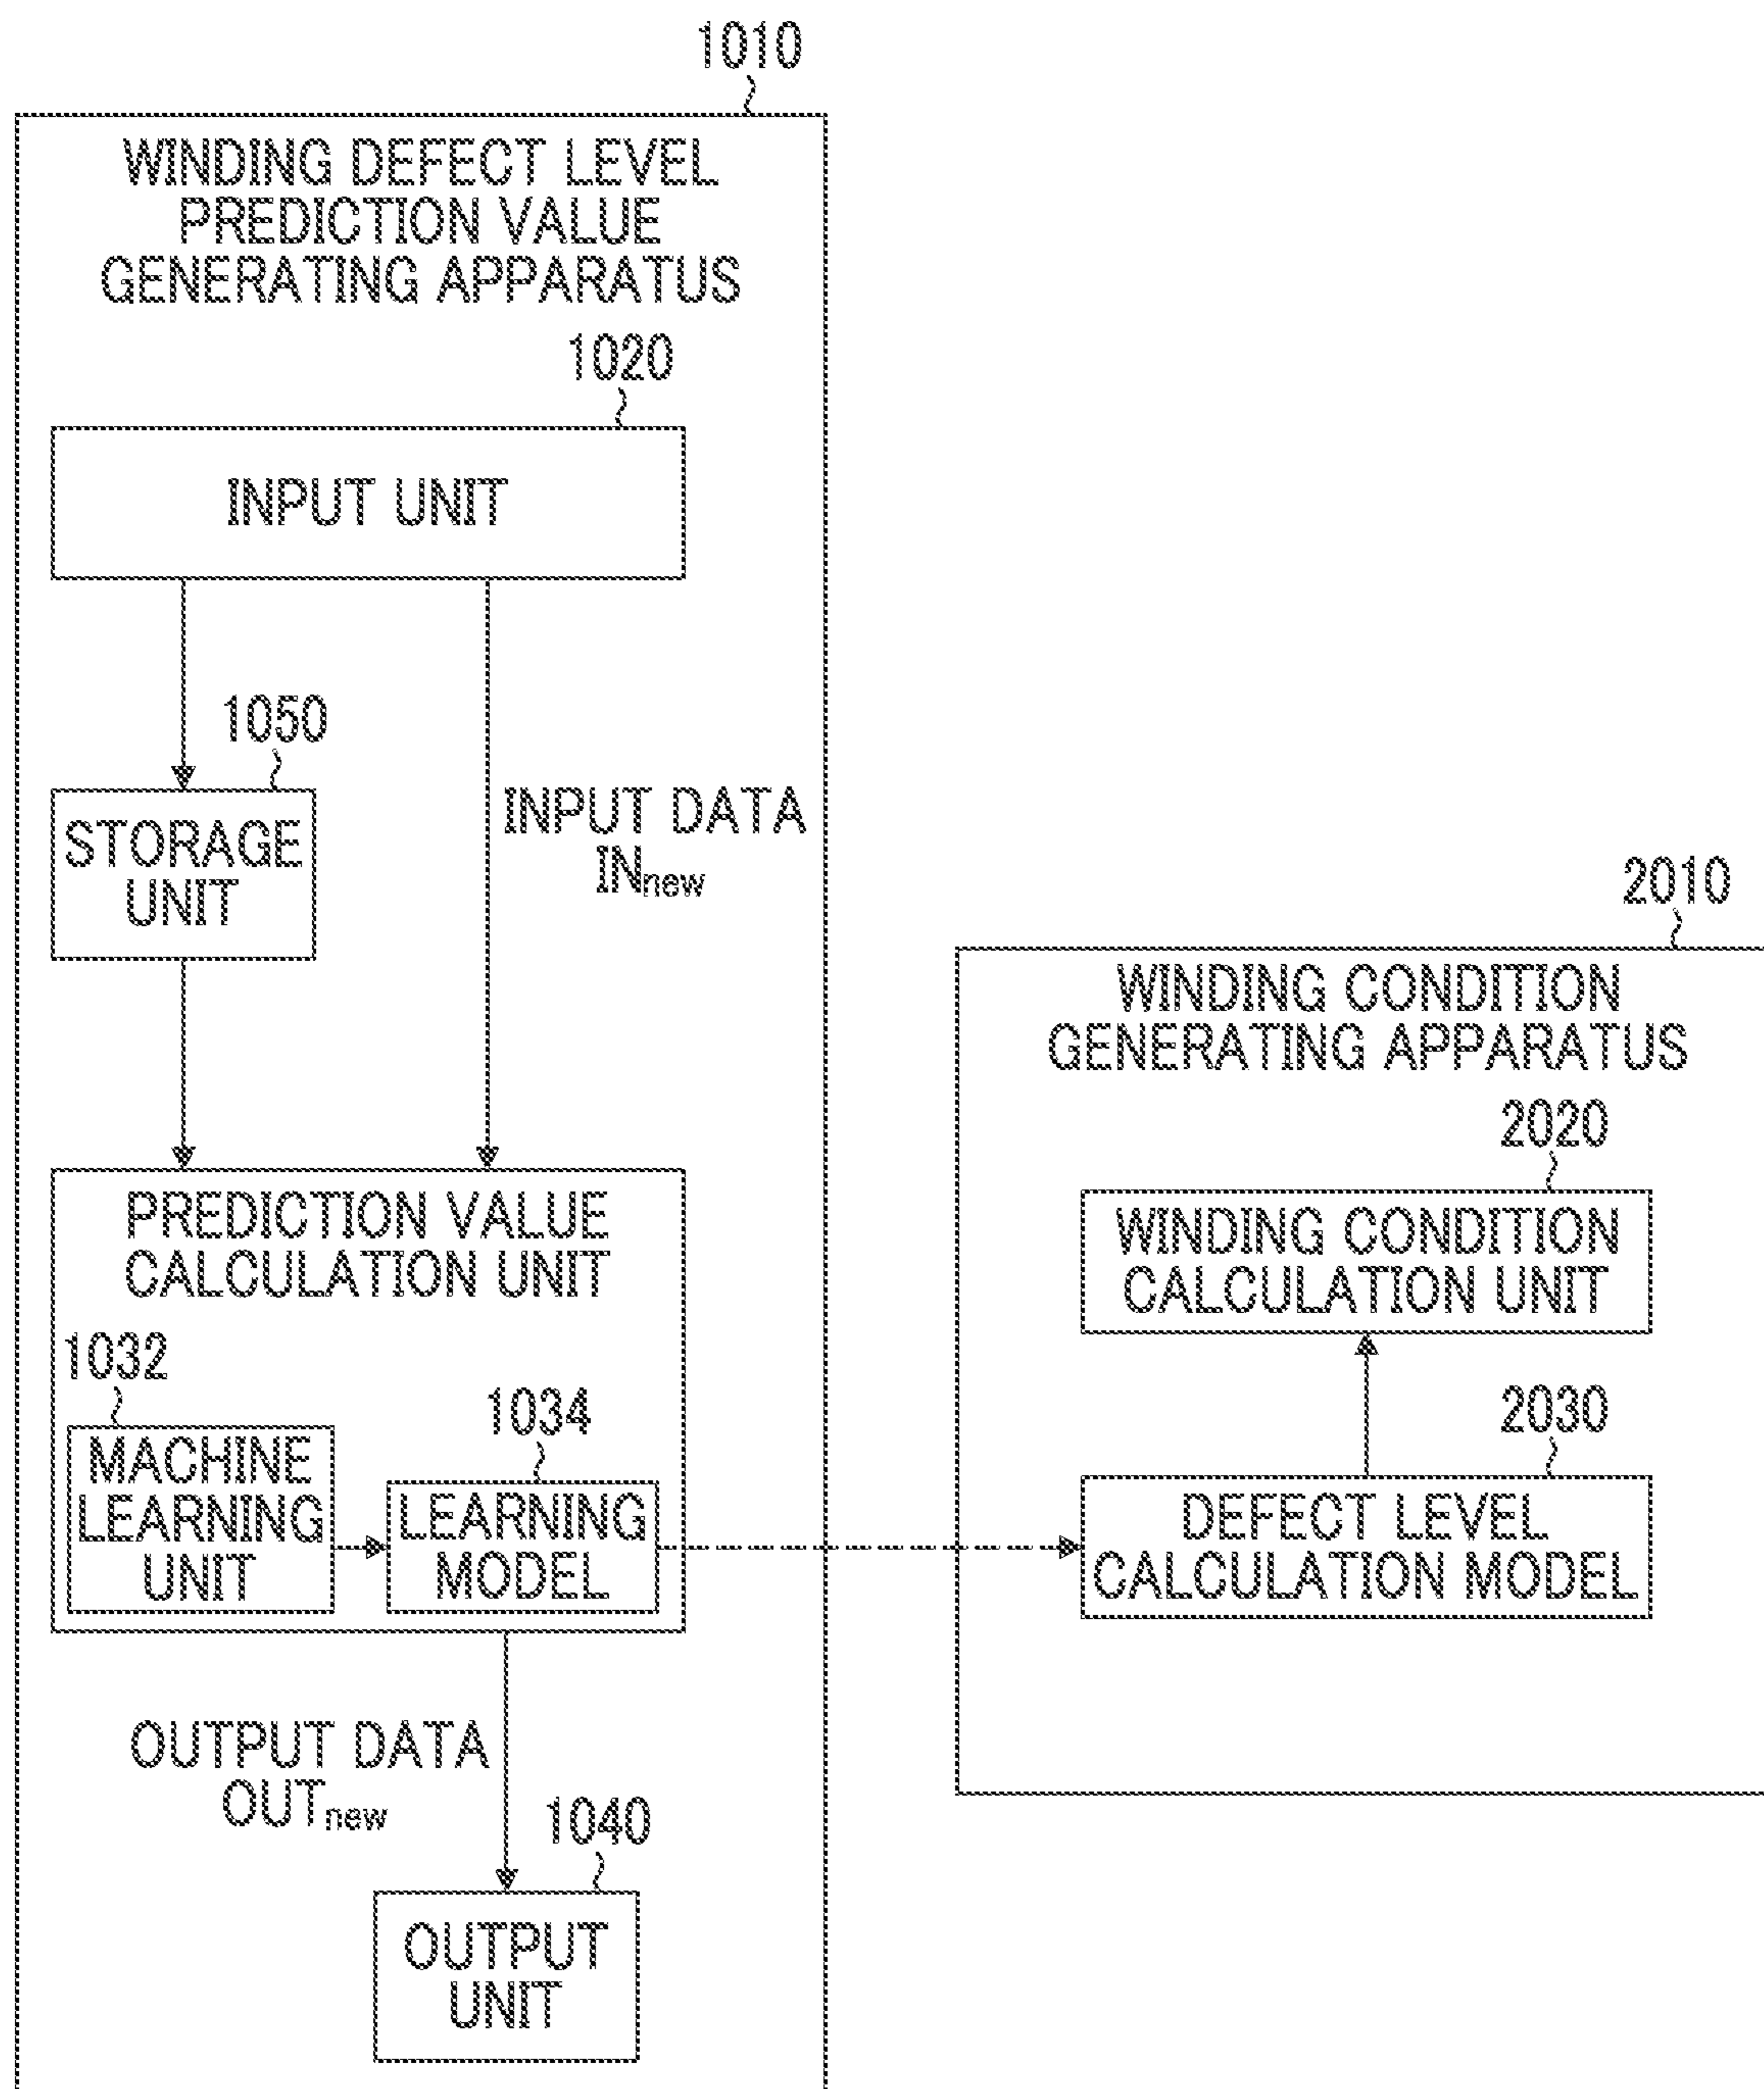 1010
WINDING DEFECT LEVEL
PREDICTION VALUE
GENERATING APPARATUS
1020
INPUT UNIT
1050
STORAGE
UNIT
INPUT DATA
INnew
PREDICTION VALUE
CALCULATION UNIT
1032
MACHINE
LEARNING
UNIT
1034
LEARNING
MODEL
OUTPUT DATA
OUTnew
1040
OUTPUT
UNIT
2010
WINDING CONDITION
GENERATING APPARATUS
2020
WINDING CONDITION
CALCULATION UNIT
2030
DEFECT LEVEL
CALCULATION MODEL